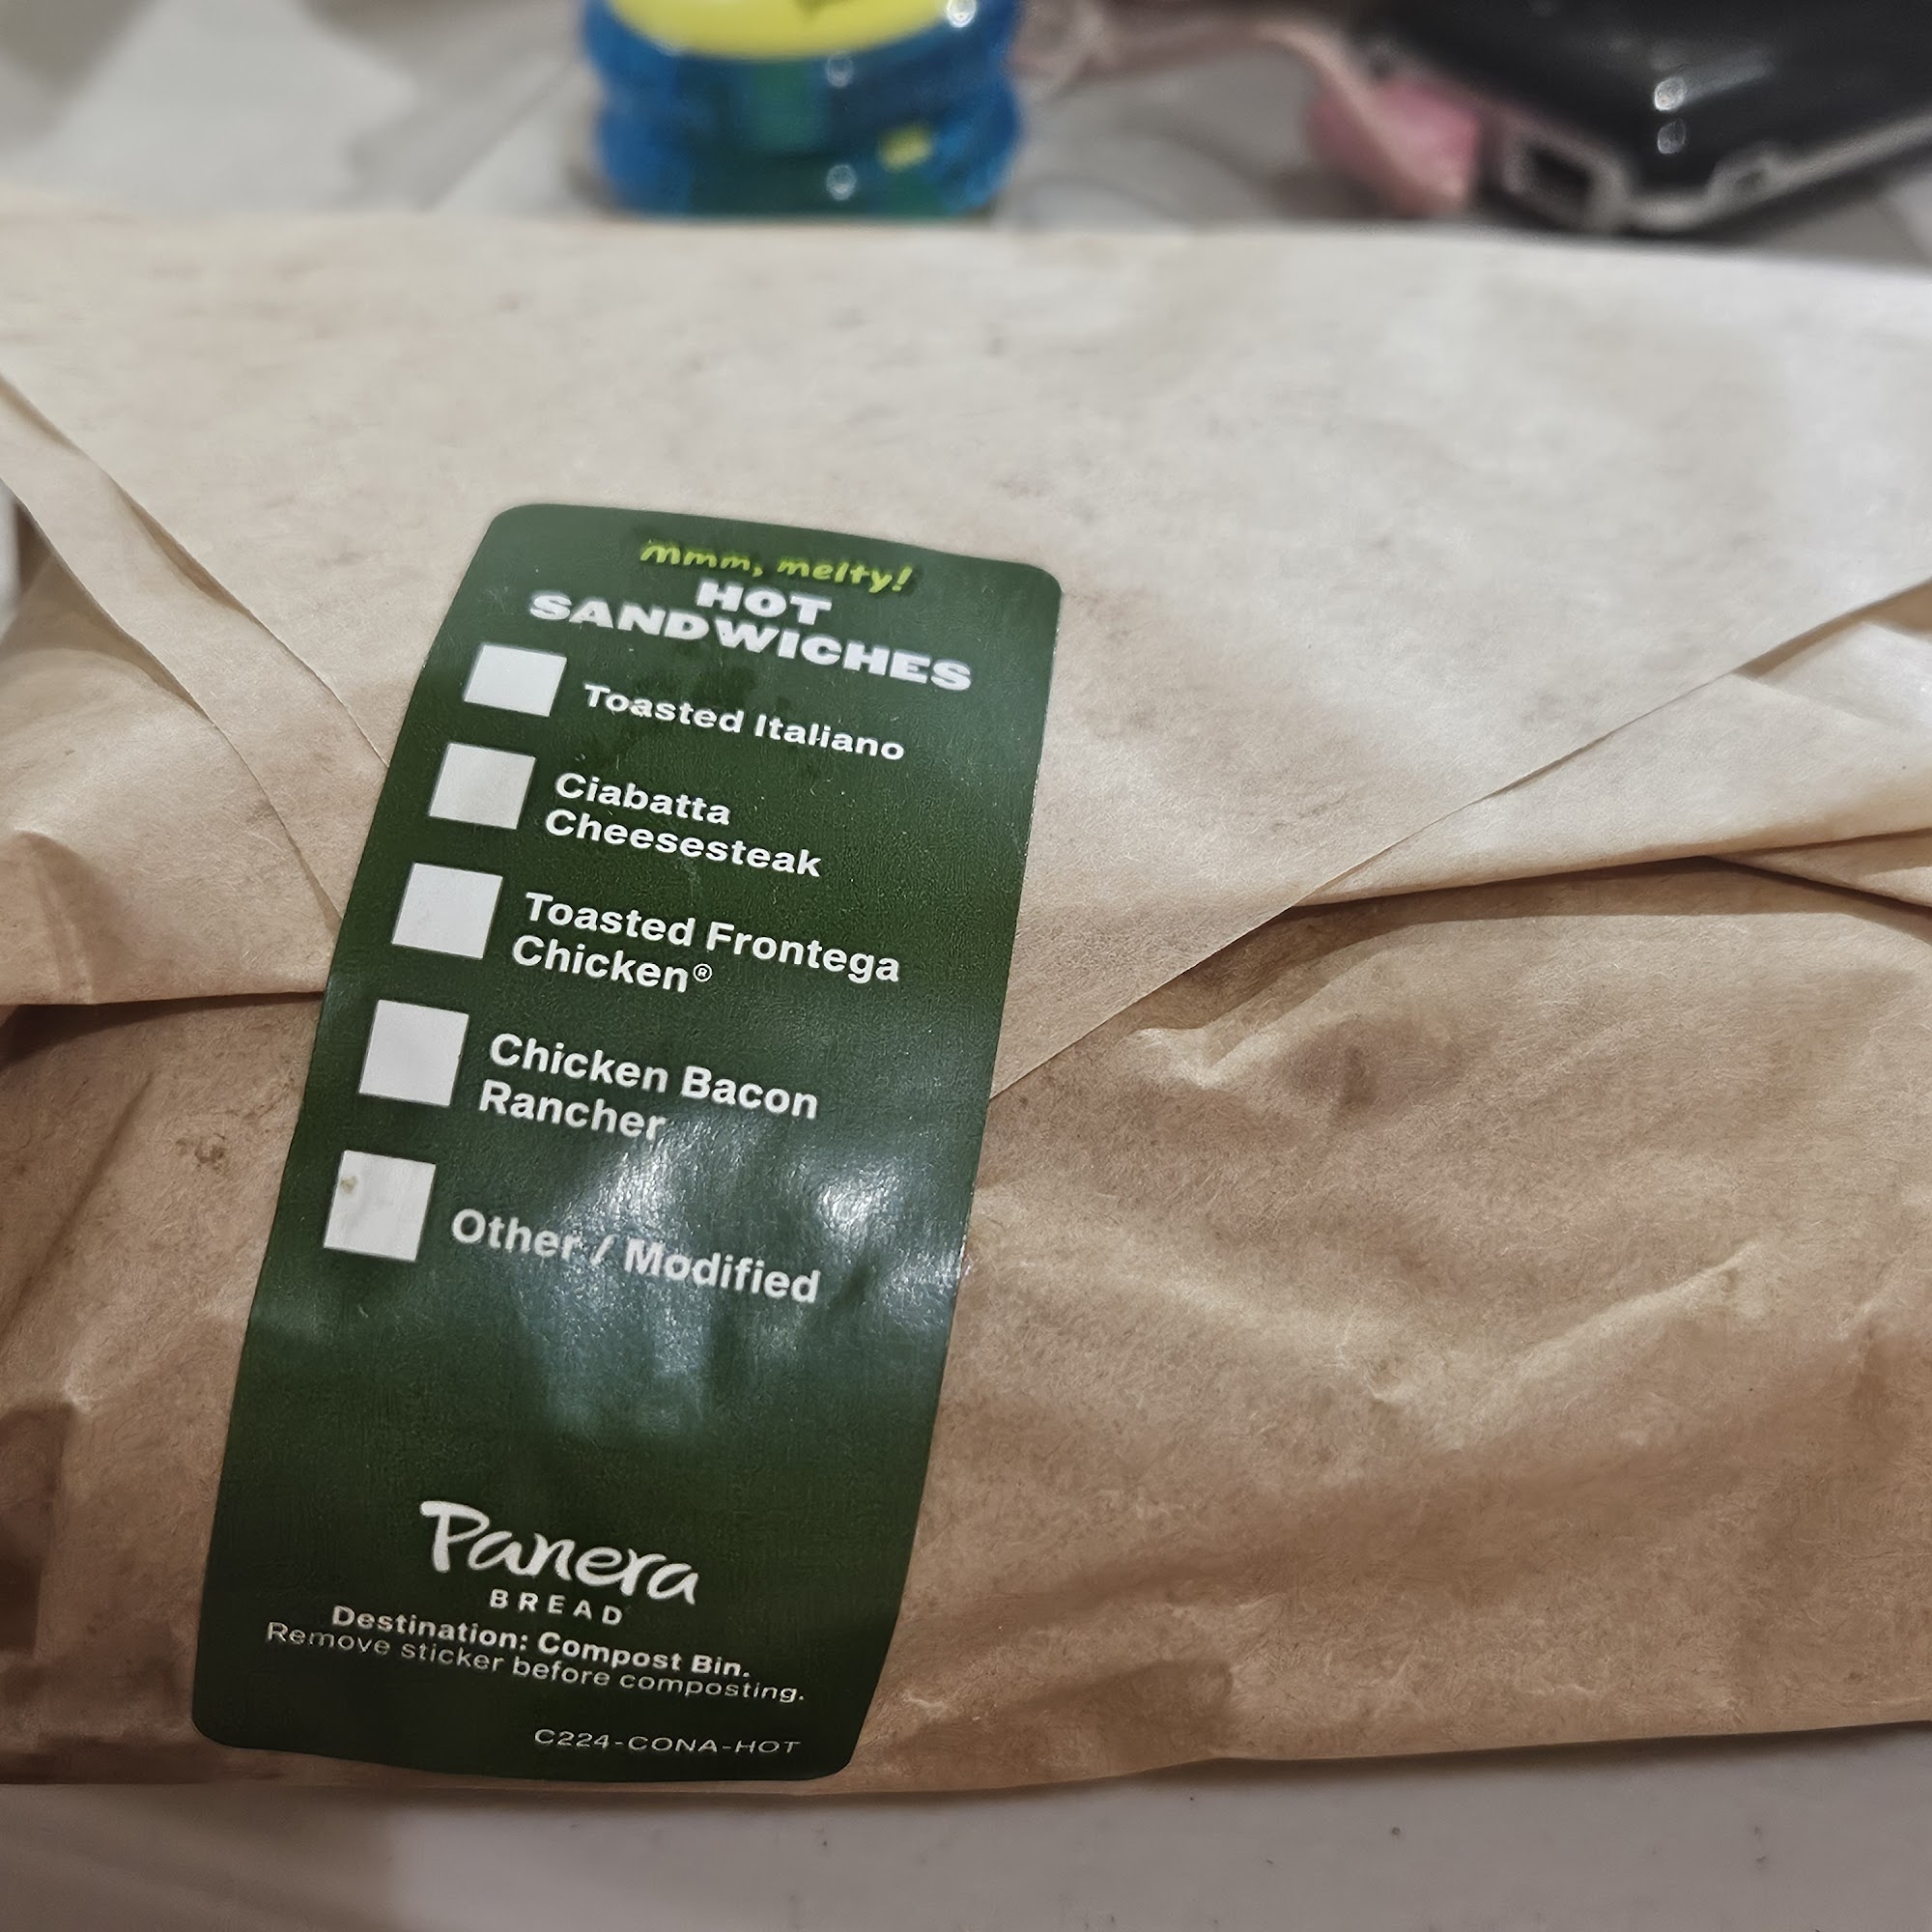 mmm, melty!
HOT
SANDWICHES
Toasted Italiano
Ciabatta
Cheesesteak
Toasted Frontega
Chicken®
Chicken Bacon
Rancher
Other / Modified
Panera
BREAD
Destination: Compost Bin.
Remove sticker before composting.
C224-CONA-HOT